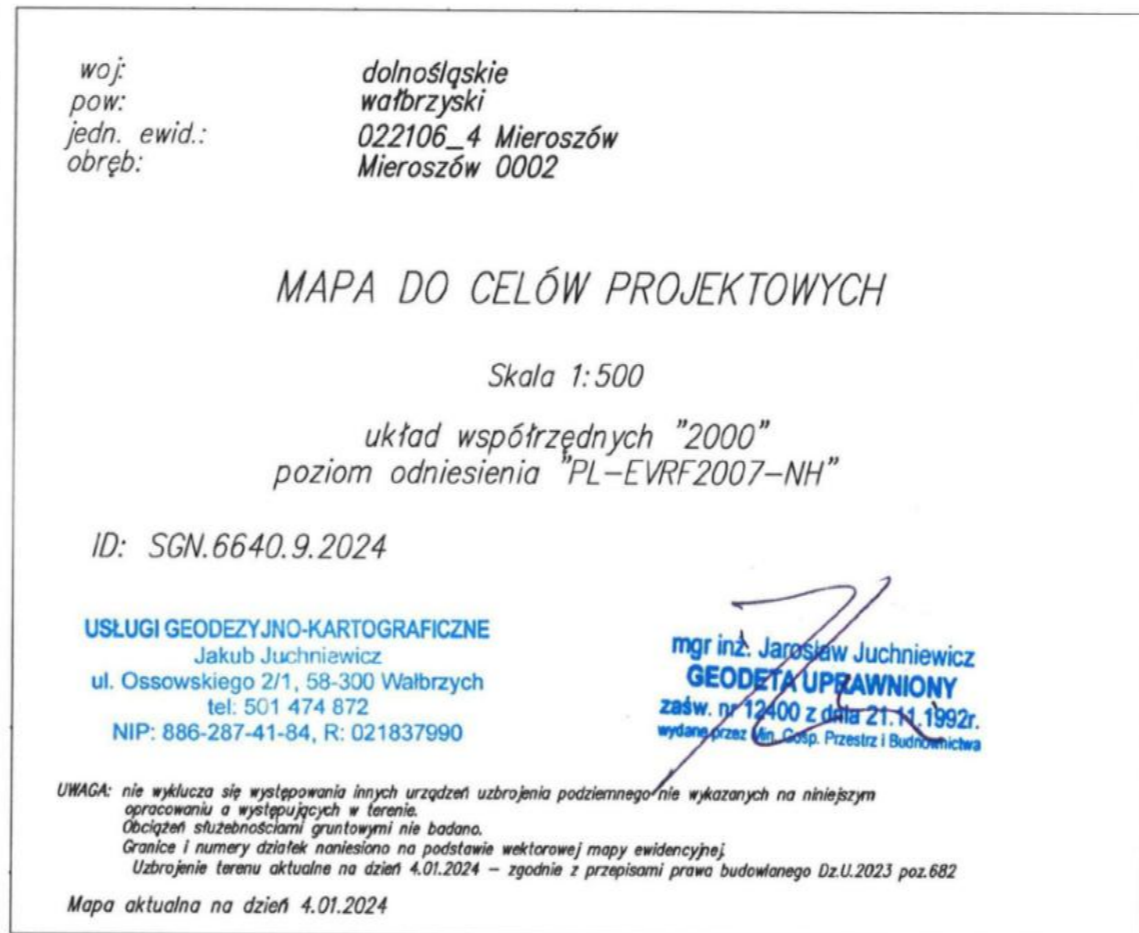 woj: dolnośląskie
pow: wałbrzyski
jedn. ewid.: 022106_4 Mieroszów
obręb: Mieroszów 0002
MAPA DO CELÓW PROJEKTOWYCH
Skala 1:500
układ współrzędnych "2000"
poziom odniesienia "PL-EVRF2007-NH"
ID: SGN.6640.9.2024
USŁUGI GEODEZYJNO-KARTOGRAFICZNE
Jakub Juchniewicz
ul. Ossowskiego 2/1, 58-300 Wałbrzych
tel: 501 474 872
NIP: 886-287-41-84, R: 021837990
mgr inż. Jarosław Juchniewicz
GEODETA UPRAWNIONY
zaśw. nr 12400 z dnia 21.11.1992r.
wydane przez Min. Gosp. Przestrz i Budownictwa
UWAGA: nie wyklucza się występowania innych urządzeń uzbrojenia podziemnego nie wykazanych na niniejszym
opracowaniu a występujących w terenie.
Obciążeń służebnościami gruntowymi nie badano.
Granice i numery działek naniesiono na podstawie wektorowej mapy ewidencyjnej.
Uzbrojenie terenu aktualne na dzień 4.01.2024 – zgodnie z przepisami prawa budowlanego Dz.U.2023 poz.682
Mapa aktualna na dzień 4.01.2024